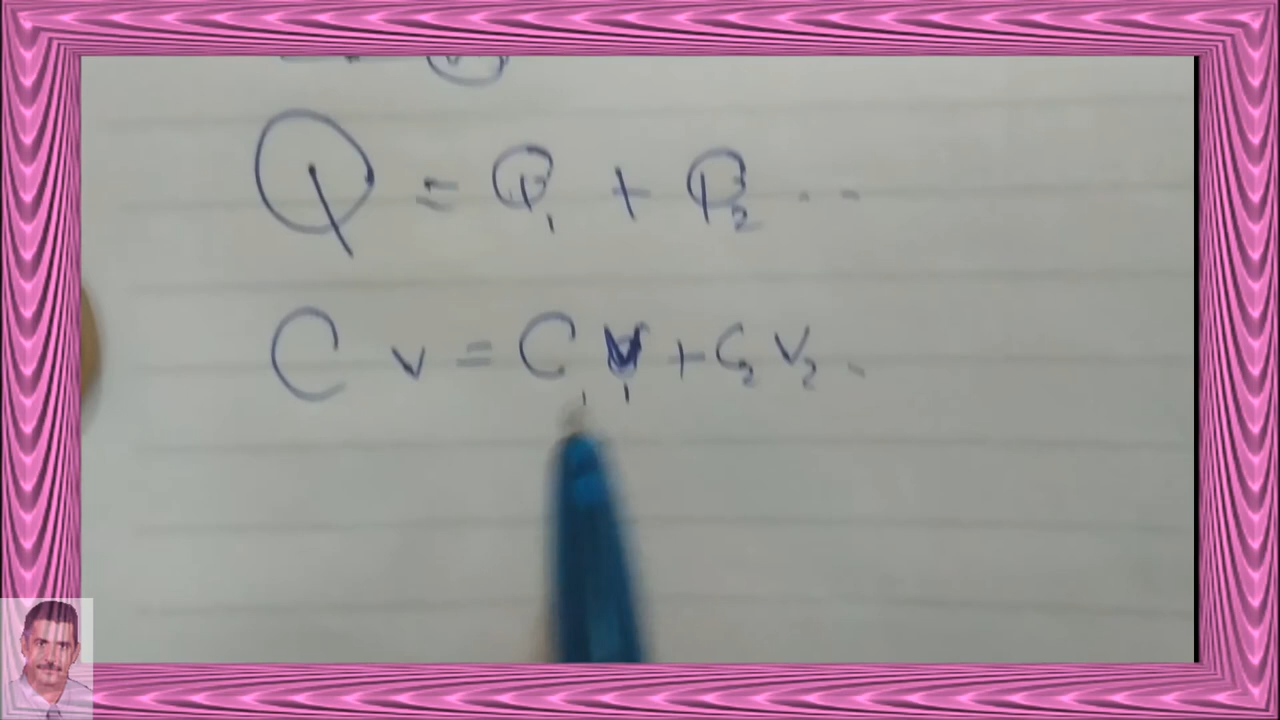 Q = Q₁ + Q₂ ..
C V = C₁ V₁ + C₂ V₂ .